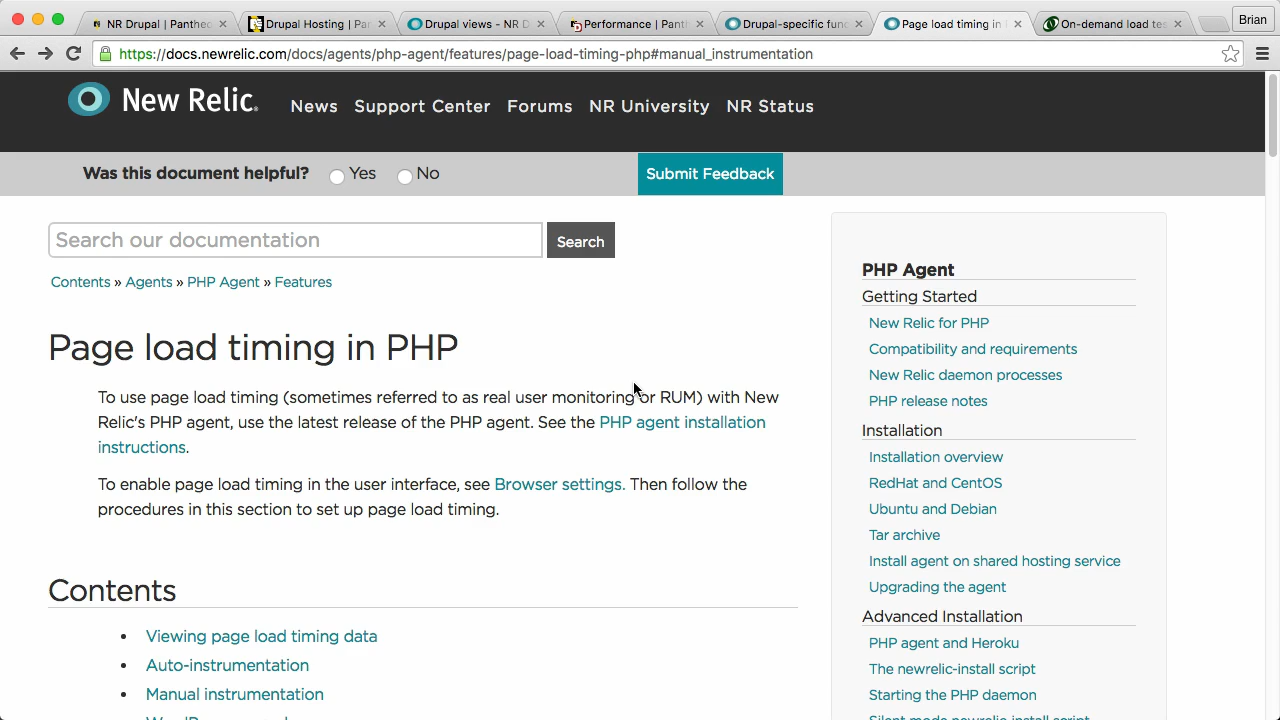 NR Drupal | Pantheo
Drupal Hosting | Pan
Drupal views - NR D
Performance | Panth
Drupal-specific func
Page load timing in
On-demand load tes
Brian
https://docs.newrelic.com/docs/agents/php-agent/features/page-load-timing-php#manual_instrumentation
New Relic.
News Support Center Forums NR University NR Status
Was this document helpful? Yes No Submit Feedback
Search our documentation Search
Contents » Agents » PHP Agent » Features
Page load timing in PHP
To use page load timing (sometimes referred to as real user monitoring or RUM) with New
Relic's PHP agent, use the latest release of the PHP agent. See the PHP agent installation
instructions.
To enable page load timing in the user interface, see Browser settings. Then follow the
procedures in this section to set up page load timing.
Contents
• Viewing page load timing data
• Auto-instrumentation
• Manual instrumentation
PHP Agent
Getting Started
New Relic for PHP
Compatibility and requirements
New Relic daemon processes
PHP release notes
Installation
Installation overview
RedHat and CentOS
Ubuntu and Debian
Tar archive
Install agent on shared hosting service
Upgrading the agent
Advanced Installation
PHP agent and Heroku
The newrelic-install script
Starting the PHP daemon
Silent mode newrelic install script